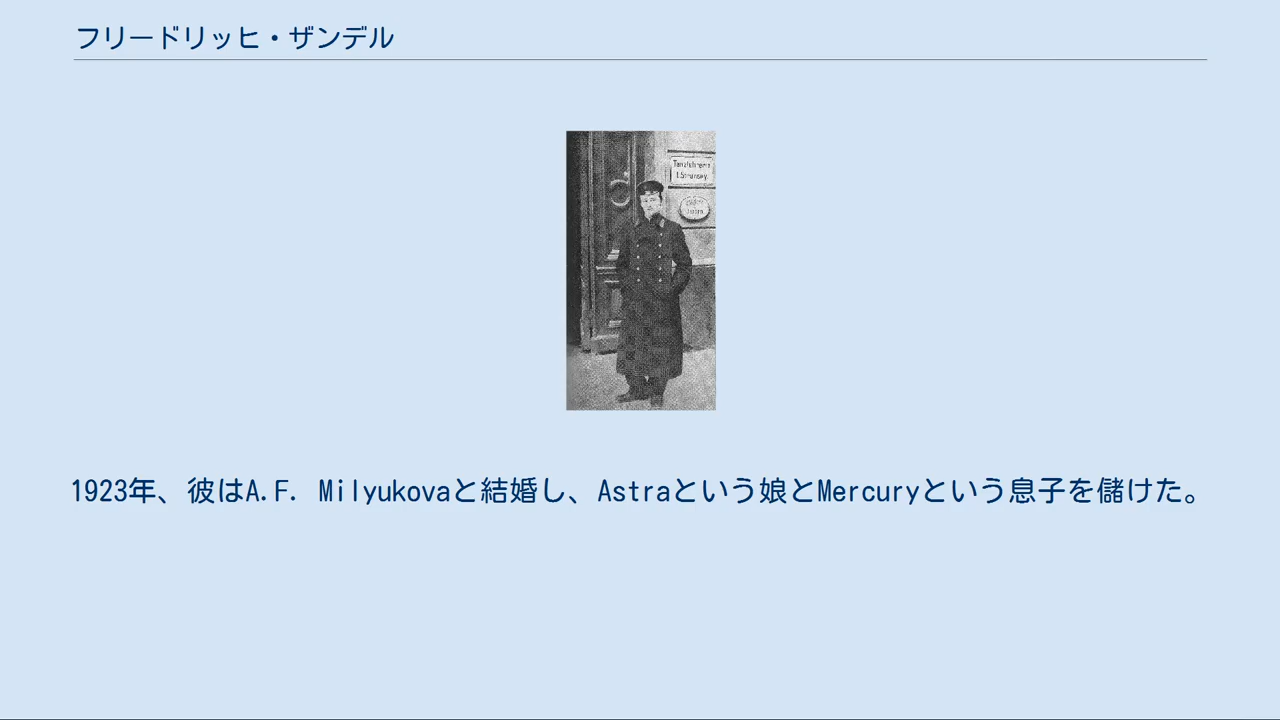 フリードリッヒ・ザンデル
1923年、彼はA.F. Milyukovaと結婚し、Astraという娘とMercuryという息子を儲けた。